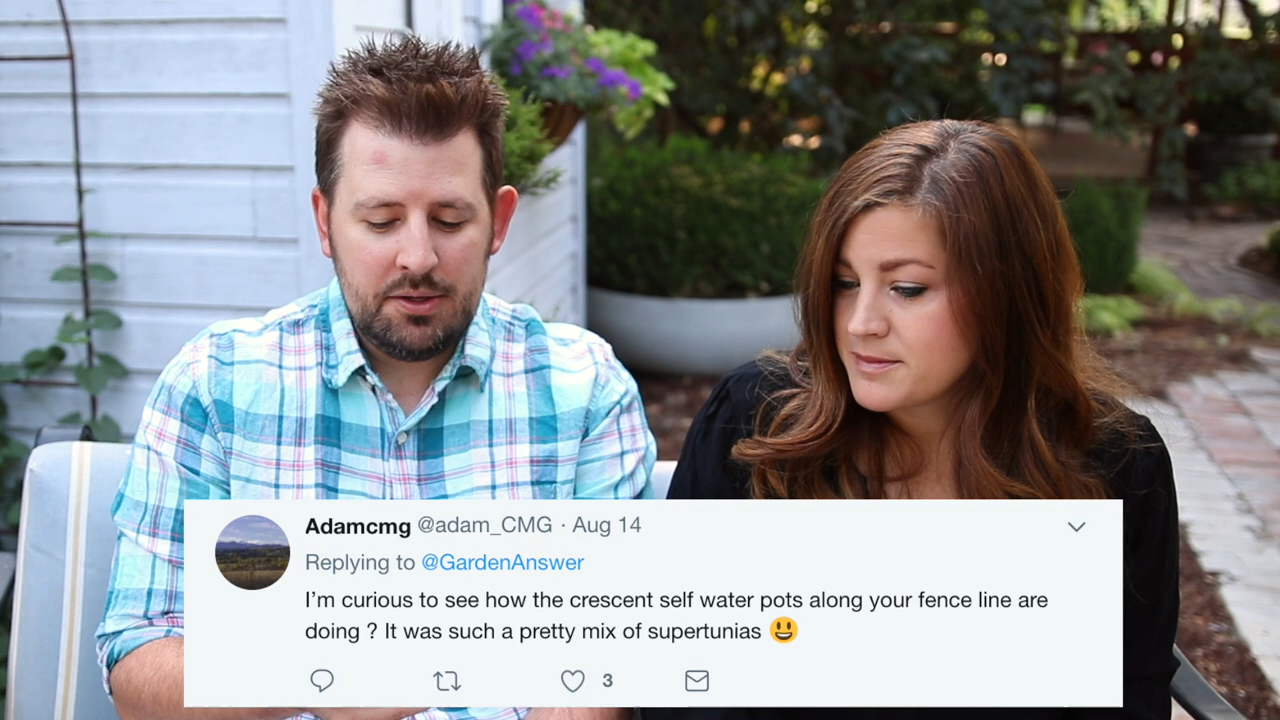 Adamcmg @adam_CMG · Aug 14
Replying to @GardenAnswer
I’m curious to see how the crescent self water pots along your fence line are
doing ? It was such a pretty mix of supertunias 😃
3